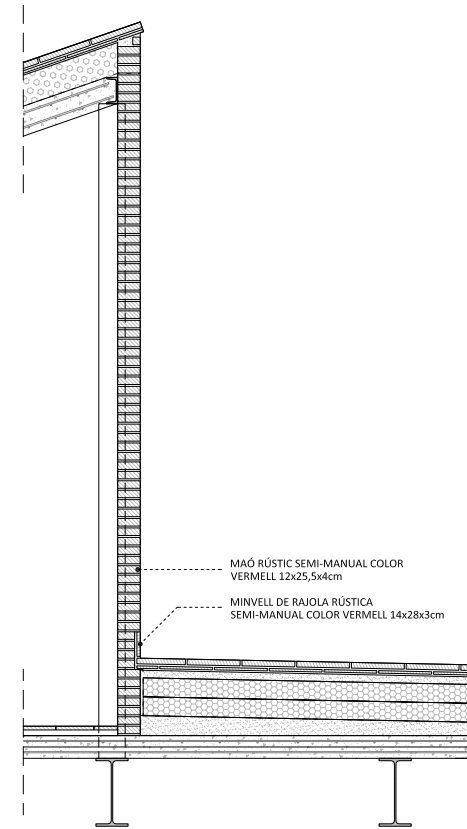 MAÓ RÚSTIC SEMI-MANUAL COLOR
VERMELL 12x25,5x4cm
MINVELL DE RAJOLA RÚSTICA
SEMI-MANUAL COLOR VERMELL 14x28x3cm